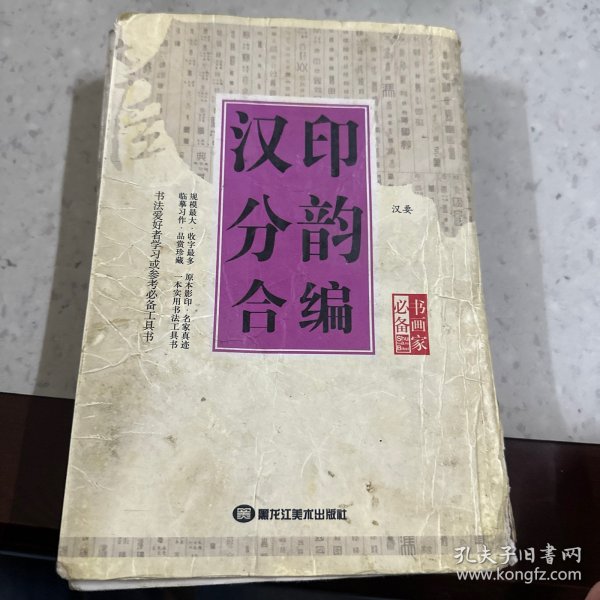 汉印
分韵
合编
汉要
书画家
必备
规模最大·收字最多 原本影印·名家真迹
临摹习作·品赏珍藏 一本实用书法工具书
书法爱好者学习或参考必备工具书
黑龙江美术出版社
孔夫子旧书网
www.kongfz.com